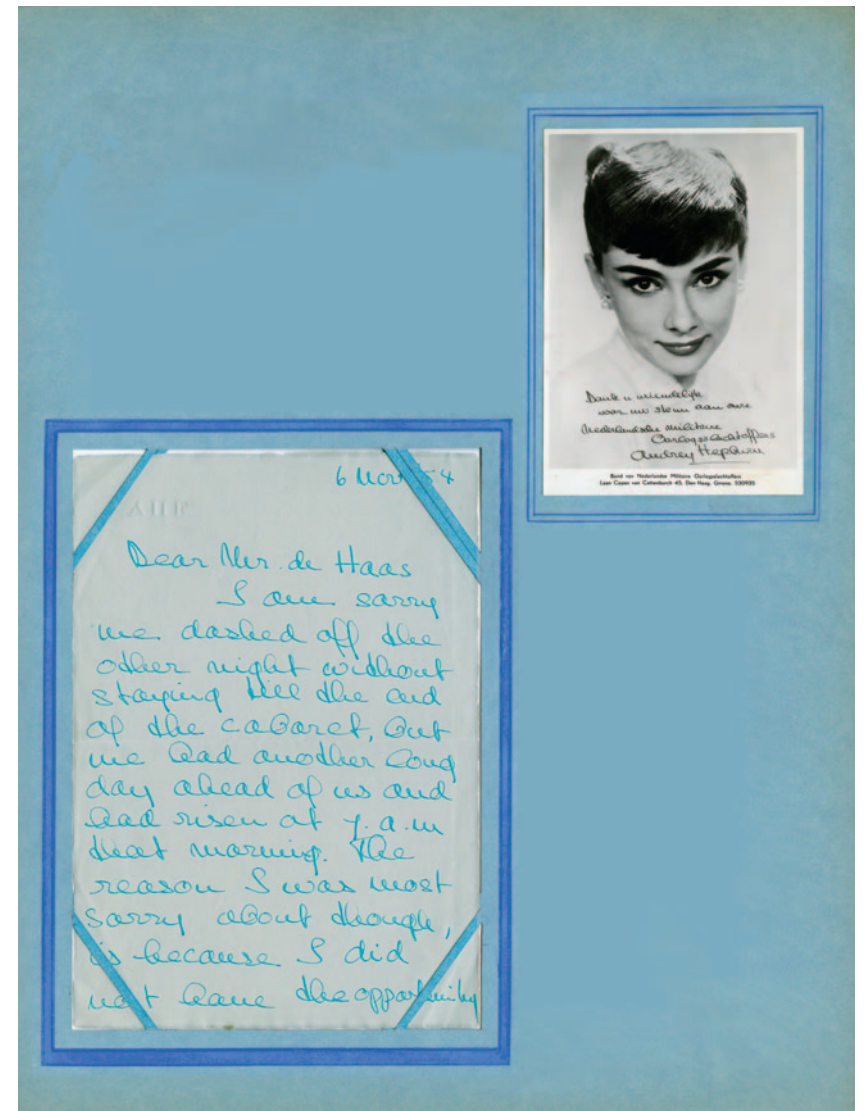 6 Nov 54
Dear Mr. de Haas
I am sorry
we dashed off the
other night without
staying till the end
of the cabaret, but
we had another long
day ahead of us and
had risen at 7. a.m
that morning. The
reason I was most
sorry about though,
is because I did
not have the opportunity
Dank u vriendelijk
voor uw steun aan onze
Nederlandse militaire
Oorlogsslachtoffers
Audrey Hepburn
Bond van Nederlandse Militaire Oorlogsslachtoffers
Laan Copes van Cattenburch 45, Den Haag. Giro no. 530935